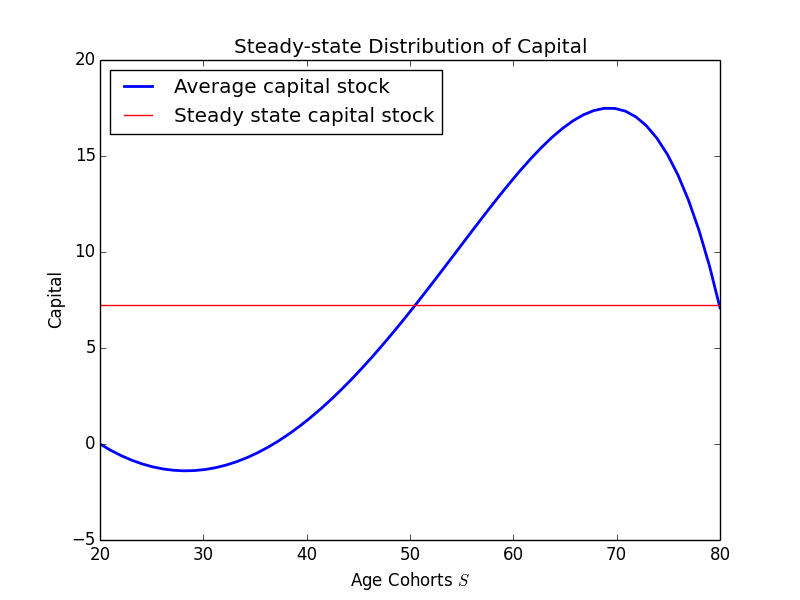 Steady-state Distribution of Capital
Average capital stock
Steady state capital stock
20
15
10
5
0
−5
Capital
20 30 40 50 60 70 80
Age Cohorts S